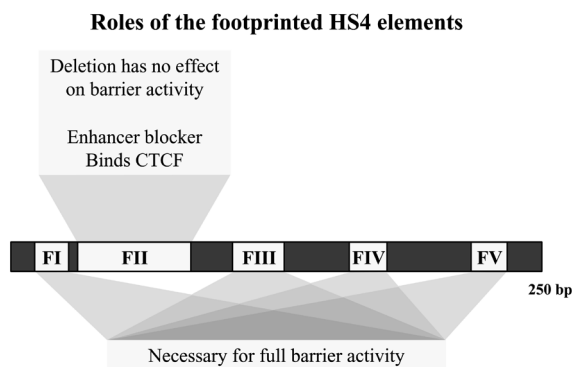 Roles of the footprinted HS4 elements
Deletion has no effect
on barrier activity
Enhancer blocker
Binds CTCF
FI FII FIII FIV FV
250 bp
Necessary for full barrier activity